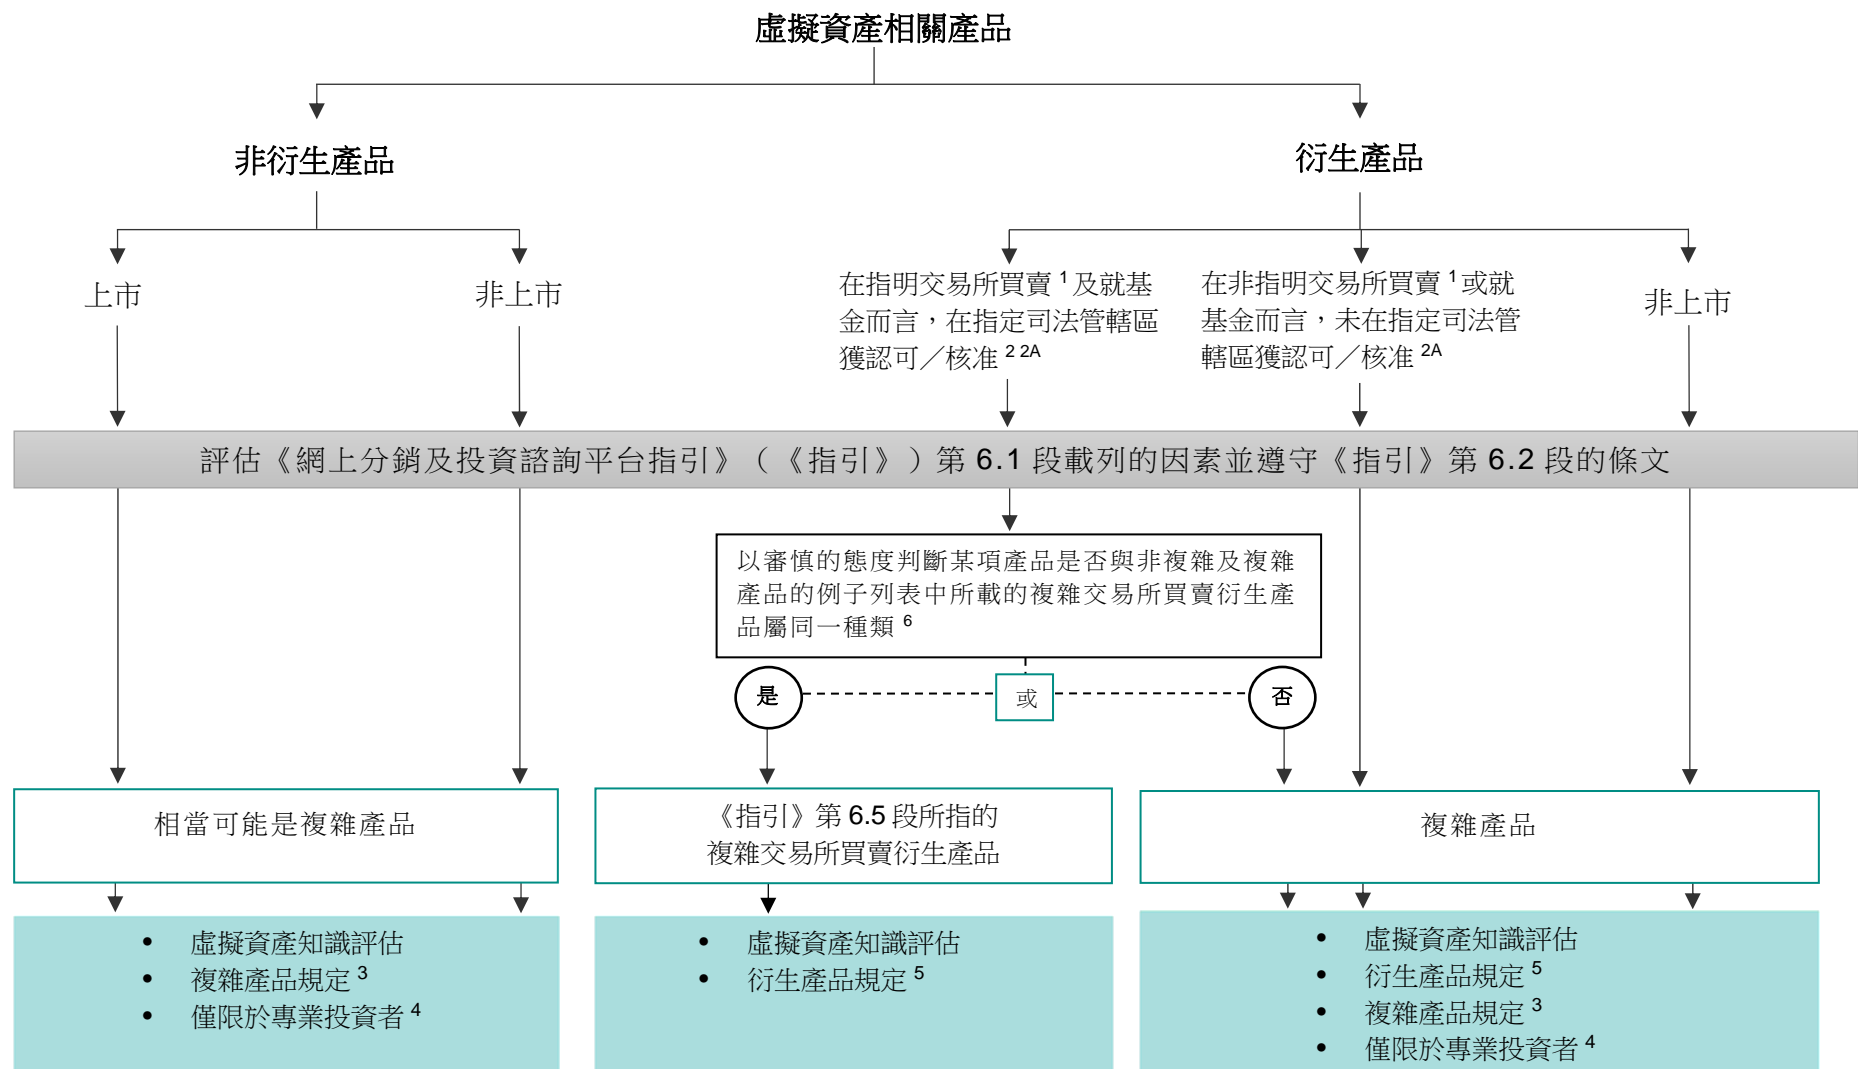 虛擬資產相關產品
非衍生產品
衍生產品
上市
非上市
在指明交易所買賣 1 及就基
金而言，在指定司法管轄區
獲認可／核准 2 2A
在非指明交易所買賣 1 或就
基金而言，未在指定司法管
轄區獲認可／核准 2A
非上市
評估《網上分銷及投資諮詢平台指引》（《指引》）第 6.1 段載列的因素並遵守《指引》第 6.2 段的條文
以審慎的態度判斷某項產品是否與非複雜及複雜
產品的例子列表中所載的複雜交易所買賣衍生產
品屬同一種類 6
是
或
否
相當可能是複雜產品
《指引》第 6.5 段所指的
複雜交易所買賣衍生產品
複雜產品
• 虛擬資產知識評估
• 複雜產品規定 3
• 僅限於專業投資者 4
• 虛擬資產知識評估
• 衍生產品規定 5
• 虛擬資產知識評估
• 衍生產品規定 5
• 複雜產品規定 3
• 僅限於專業投資者 4